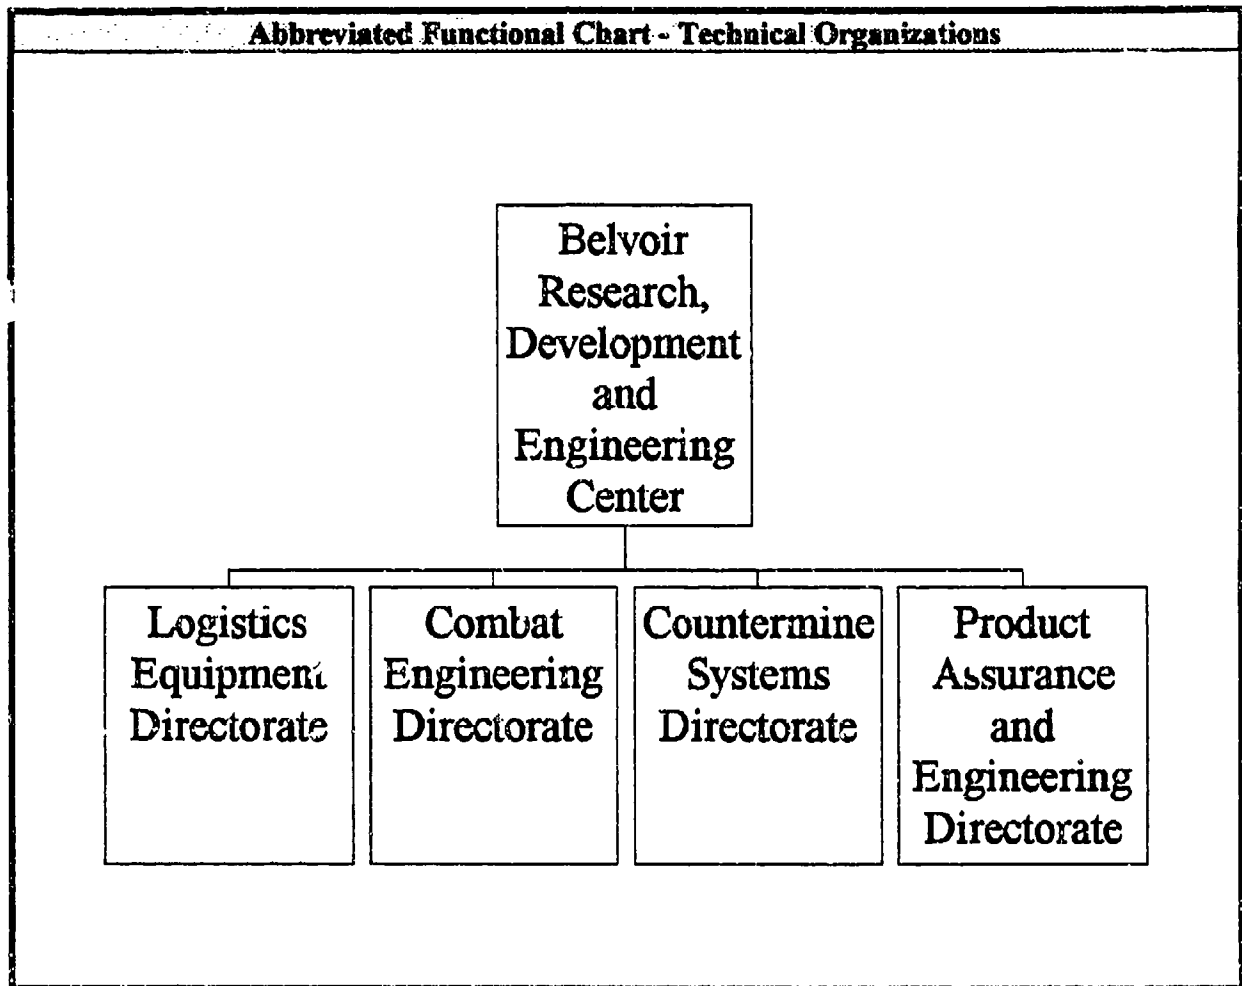 Abbreviated Functional Chart - Technical Organizations
Belvoir
Research,
Development
and
Engineering
Center
Logistics
Equipment
Directorate
Combat
Engineering
Directorate
Countermine
Systems
Directorate
Product
Assurance
and
Engineering
Directorate